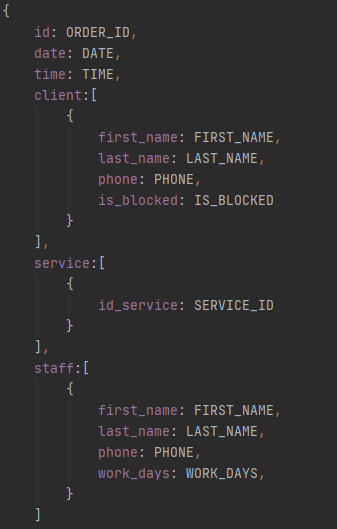 {
    id: ORDER_ID,
    date: DATE,
    time: TIME,
    client:[
        {
            first_name: FIRST_NAME,
            last_name: LAST_NAME,
            phone: PHONE,
            is_blocked: IS_BLOCKED
        }
    ],
    service:[
        {
            id_service: SERVICE_ID
        }
    ],
    staff:[
        {
            first_name: FIRST_NAME,
            last_name: LAST_NAME,
            phone: PHONE,
            work_days: WORK_DAYS,
        }
    ]